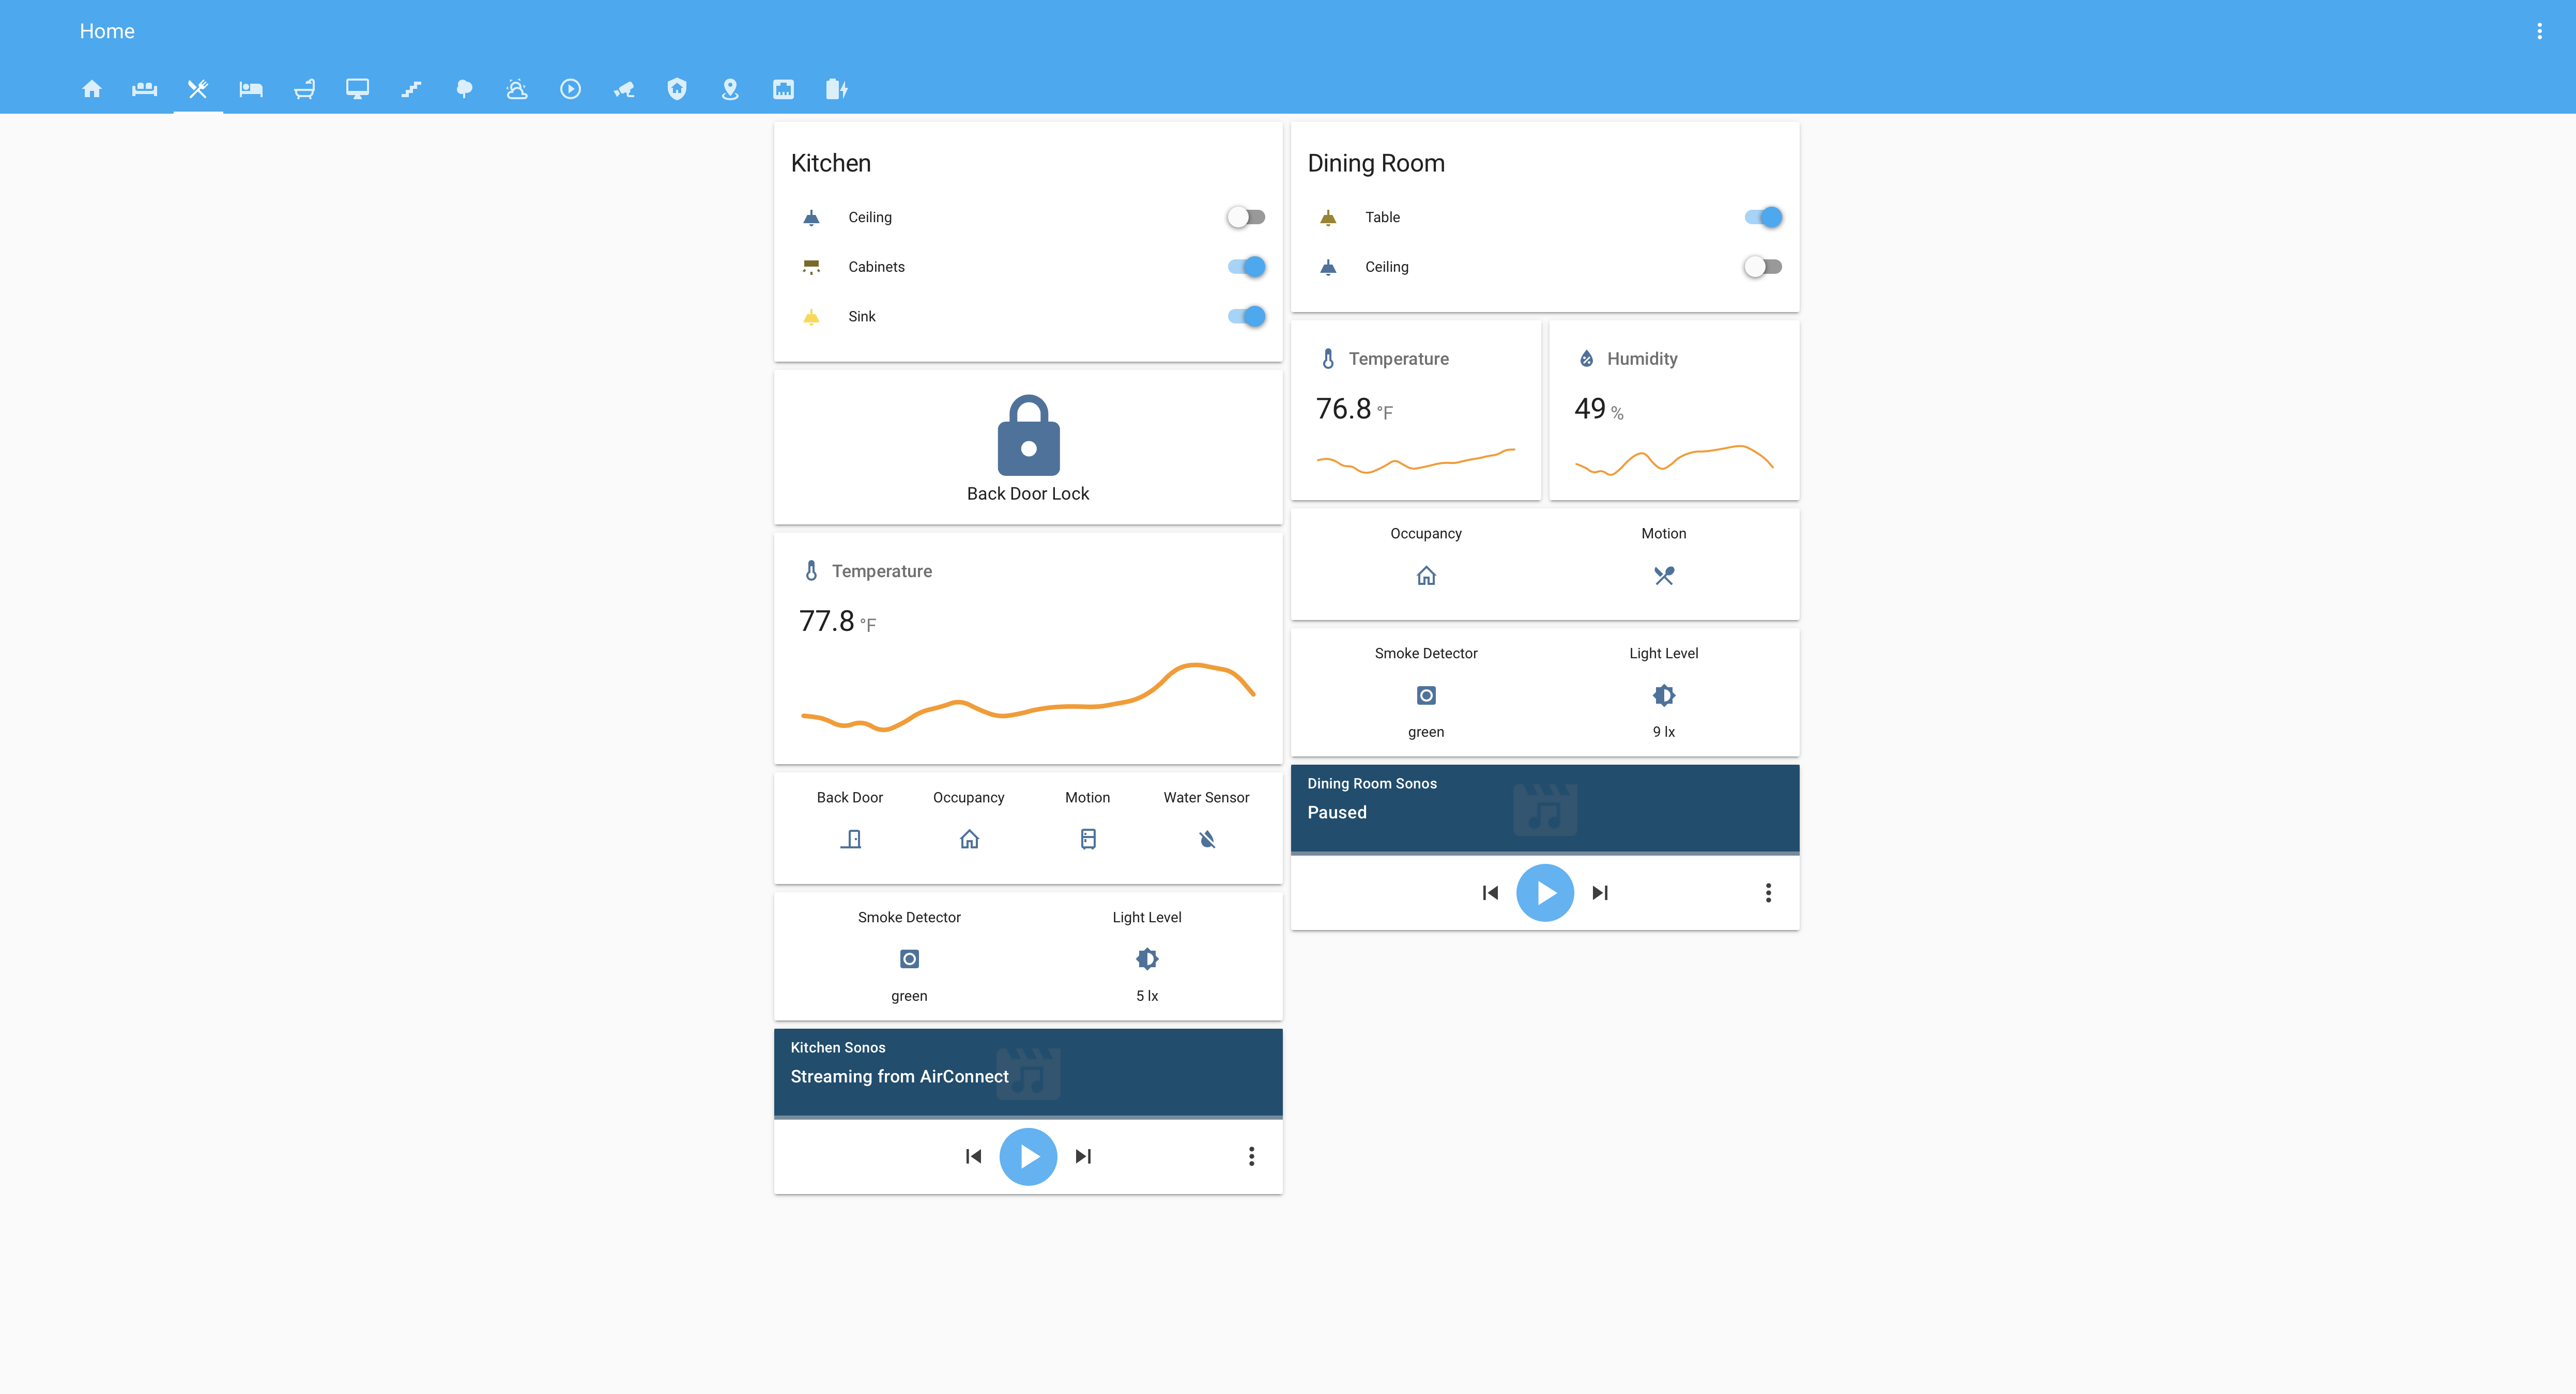 Home
Kitchen
Ceiling
Cabinets
Sink
Back Door Lock
Temperature
77.8 °F
Back Door Occupancy Motion Water Sensor
Smoke Detector Light Level
green 5 lx
Kitchen Sonos
Streaming from AirConnect
Dining Room
Table
Ceiling
Temperature
76.8 °F
Humidity
49 %
Occupancy Motion
Smoke Detector Light Level
green 9 lx
Dining Room Sonos
Paused